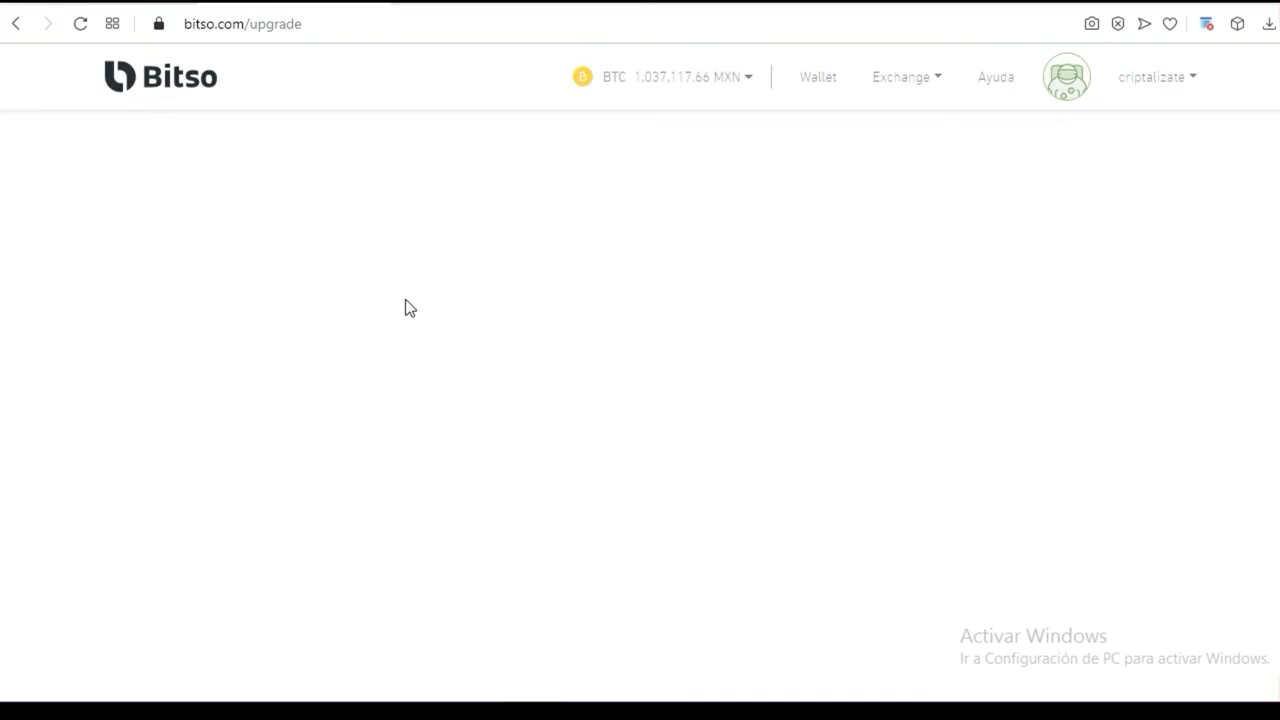 bitso.com/upgrade
Bitso
BTC 1,037,117.66 MXN
Wallet
Exchange
Ayuda
criptalizate
Activar Windows
Ir a Configuración de PC para activar Windows.